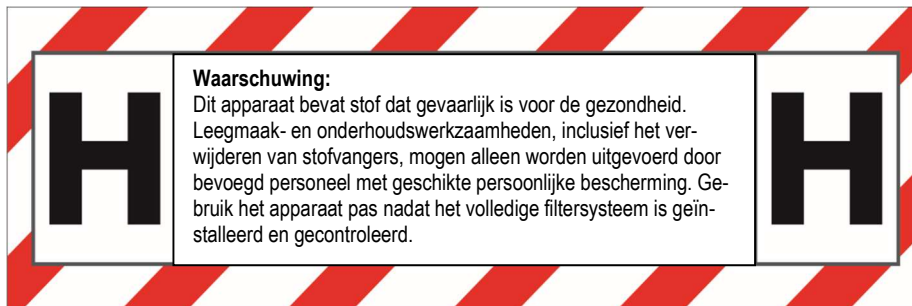 H
Waarschuwing:
Dit apparaat bevat stof dat gevaarlijk is voor de gezondheid.
Leegmaak- en onderhoudswerkzaamheden, inclusief het ver-
wijderen van stofvangers, mogen alleen worden uitgevoerd door
bevoegd personeel met geschikte persoonlijke bescherming. Ge-
bruik het apparaat pas nadat het volledige filtersysteem is geïn-
stalleerd en gecontroleerd.
H